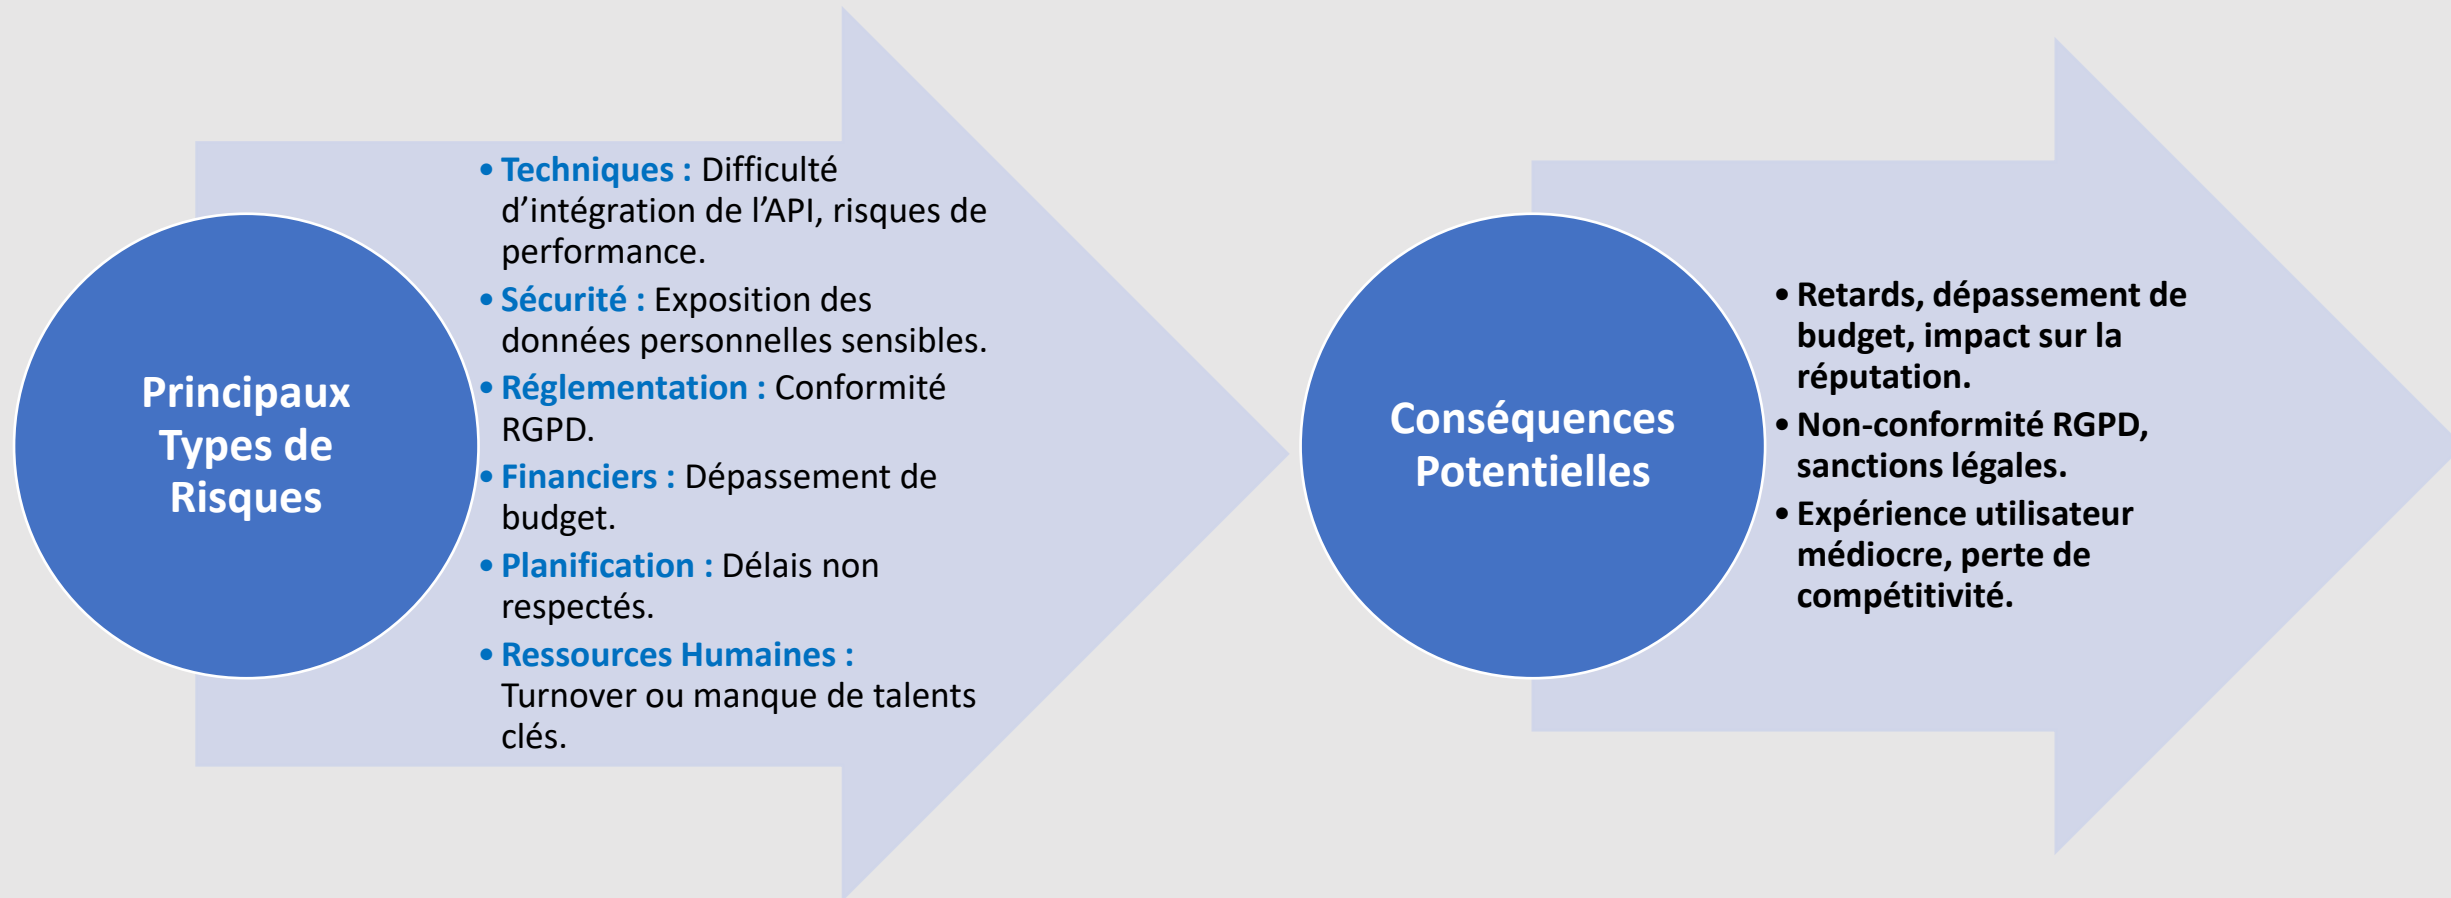 Principaux
Types de
Risques
• Techniques : Difficulté
d’intégration de l’API, risques de
performance.
• Sécurité : Exposition des
données personnelles sensibles.
• Réglementation : Conformité
RGPD.
• Financiers : Dépassement de
budget.
• Planification : Délais non
respectés.
• Ressources Humaines :
Turnover ou manque de talents
clés.
Conséquences
Potentielles
• Retards, dépassement de
budget, impact sur la
réputation.
• Non-conformité RGPD,
sanctions légales.
• Expérience utilisateur
médiocre, perte de
compétitivité.